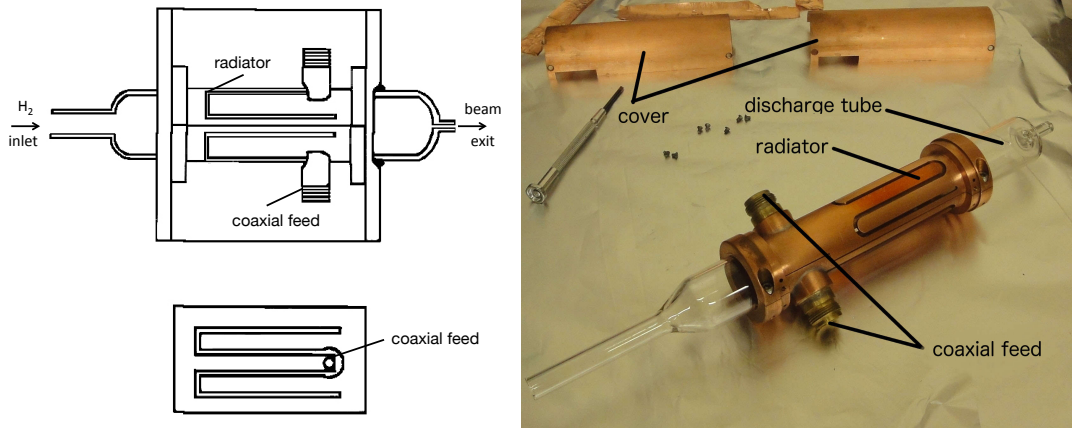 radiator
H₂
inlet
beam
exit
coaxial feed
coaxial feed
cover
discharge tube
radiator
coaxial feed